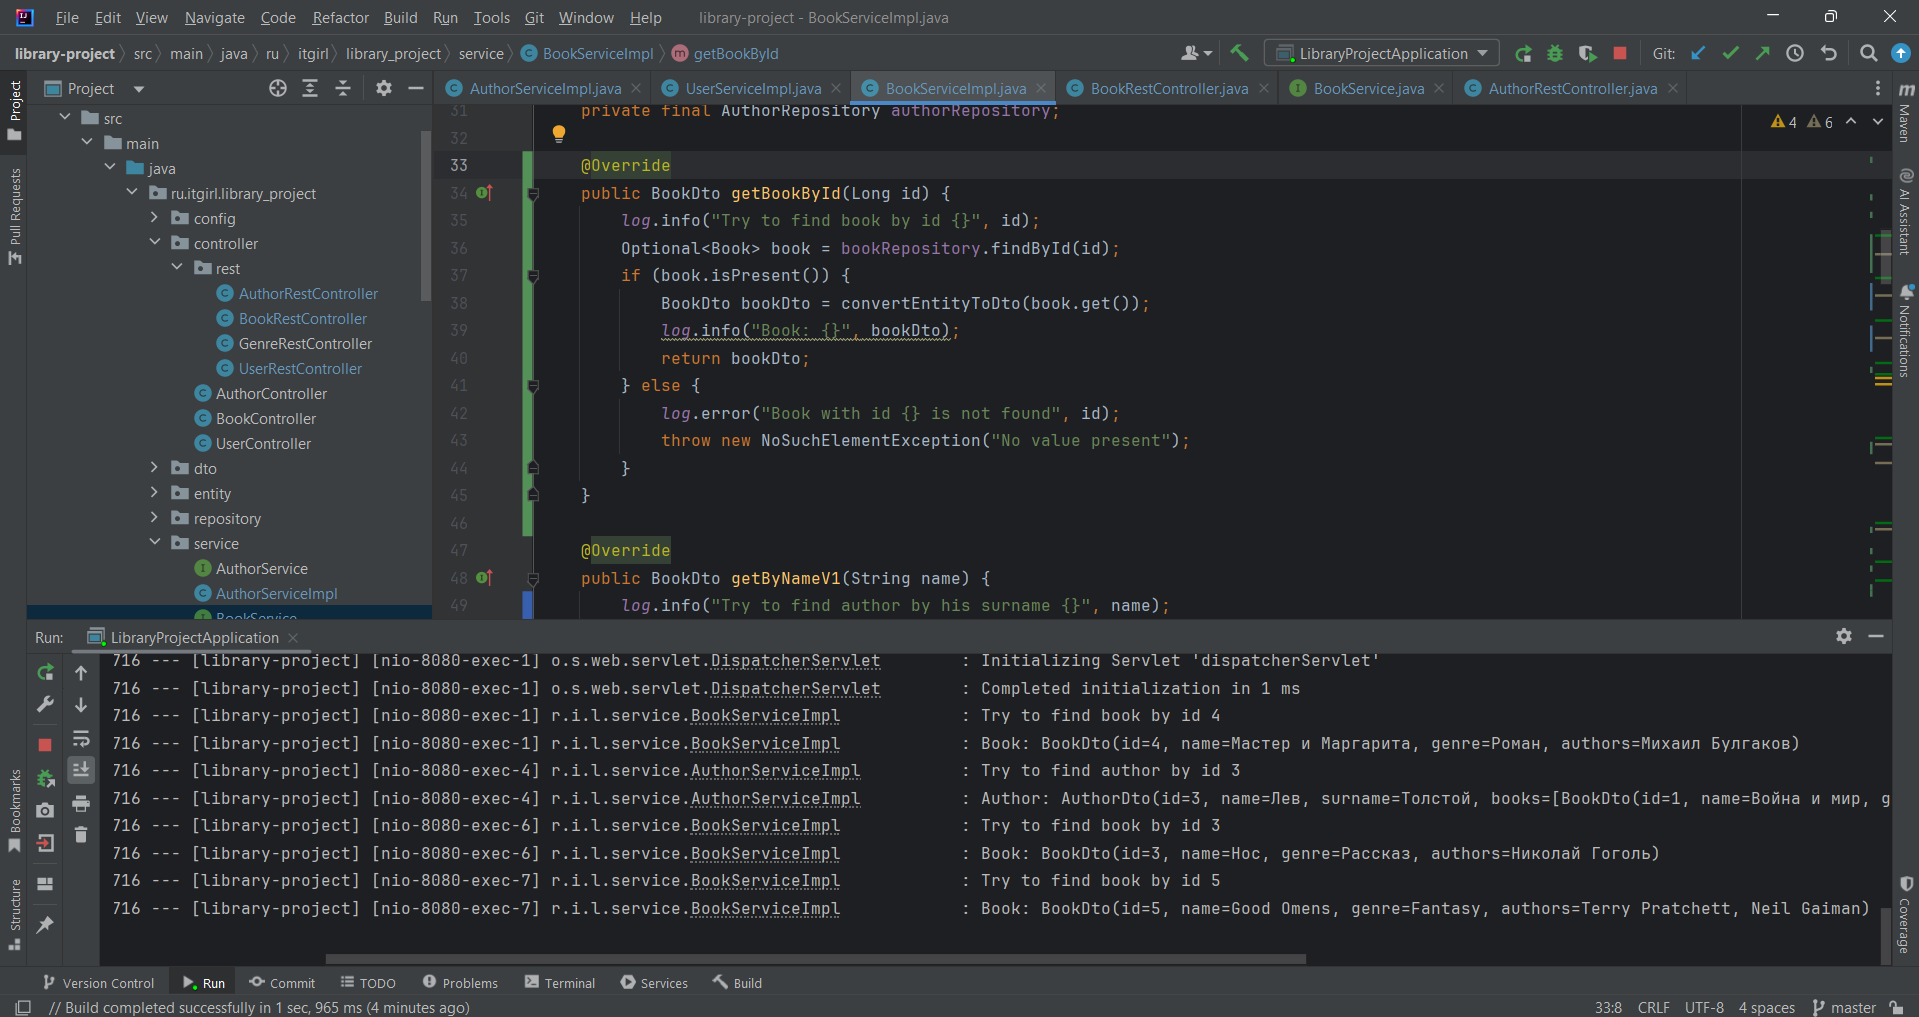 File Edit View Navigate Code Refactor Build Run Tools Git Window Help library-project - BookServiceImpl.java
library-project src main java ru itgirl library_project service BookServiceImpl getBookById LibraryProjectApplication Git:
Project
AuthorServiceImpl.java UserServiceImpl.java BookServiceImpl.java BookRestController.java BookService.java AuthorRestController.java
Project
Pull Requests
Bookmarks
Structure
src
main
java
ru.itgirl.library_project
config
controller
rest
AuthorRestController
BookRestController
GenreRestController
UserRestController
AuthorController
BookController
UserController
dto
entity
repository
service
AuthorService
AuthorServiceImpl
BookService
4 6
31 private final AuthorRepository authorRepository;
32
33 @Override
34 public BookDto getBookById(Long id) {
35 log.info("Try to find book by id {}", id);
36 Optional<Book> book = bookRepository.findById(id);
37 if (book.isPresent()) {
38 BookDto bookDto = convertEntityToDto(book.get());
39 log.info("Book: {}", bookDto);
40 return bookDto;
41 } else {
42 log.error("Book with id {} is not found", id);
43 throw new NoSuchElementException("No value present");
44 }
45 }
46
47 @Override
48 public BookDto getByNameV1(String name) {
49 log.info("Try to find author by his surname {}", name);
Maven
AI Assistant
Notifications
Coverage
Run: LibraryProjectApplication
716 --- [library-project] [nio-8080-exec-1] o.s.web.servlet.DispatcherServlet : Initializing Servlet 'dispatcherServlet'
716 --- [library-project] [nio-8080-exec-1] o.s.web.servlet.DispatcherServlet : Completed initialization in 1 ms
716 --- [library-project] [nio-8080-exec-1] r.i.l.service.BookServiceImpl : Try to find book by id 4
716 --- [library-project] [nio-8080-exec-1] r.i.l.service.BookServiceImpl : Book: BookDto(id=4, name=Мастер и Маргарита, genre=Роман, authors=Михаил Булгаков)
716 --- [library-project] [nio-8080-exec-4] r.i.l.service.AuthorServiceImpl : Try to find author by id 3
716 --- [library-project] [nio-8080-exec-4] r.i.l.service.AuthorServiceImpl : Author: AuthorDto(id=3, name=Лев, surname=Толстой, books=[BookDto(id=1, name=Война и мир, g
716 --- [library-project] [nio-8080-exec-6] r.i.l.service.BookServiceImpl : Try to find book by id 3
716 --- [library-project] [nio-8080-exec-6] r.i.l.service.BookServiceImpl : Book: BookDto(id=3, name=Нос, genre=Рассказ, authors=Николай Гоголь)
716 --- [library-project] [nio-8080-exec-7] r.i.l.service.BookServiceImpl : Try to find book by id 5
716 --- [library-project] [nio-8080-exec-7] r.i.l.service.BookServiceImpl : Book: BookDto(id=5, name=Good Omens, genre=Fantasy, authors=Terry Pratchett, Neil Gaiman)
Version Control Run Commit TODO Problems Terminal Services Build
// Build completed successfully in 1 sec, 965 ms (4 minutes ago) 33:8 CRLF UTF-8 4 spaces master